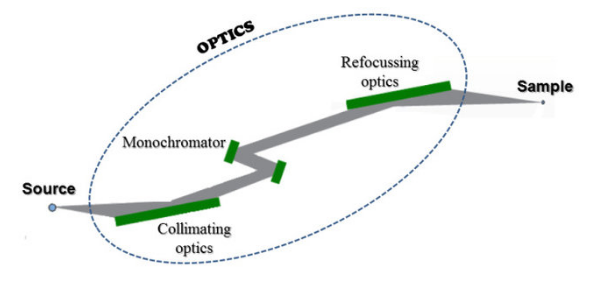 OPTICS
Refocussing
optics
Sample
Monochromator
Source
Collimating
optics